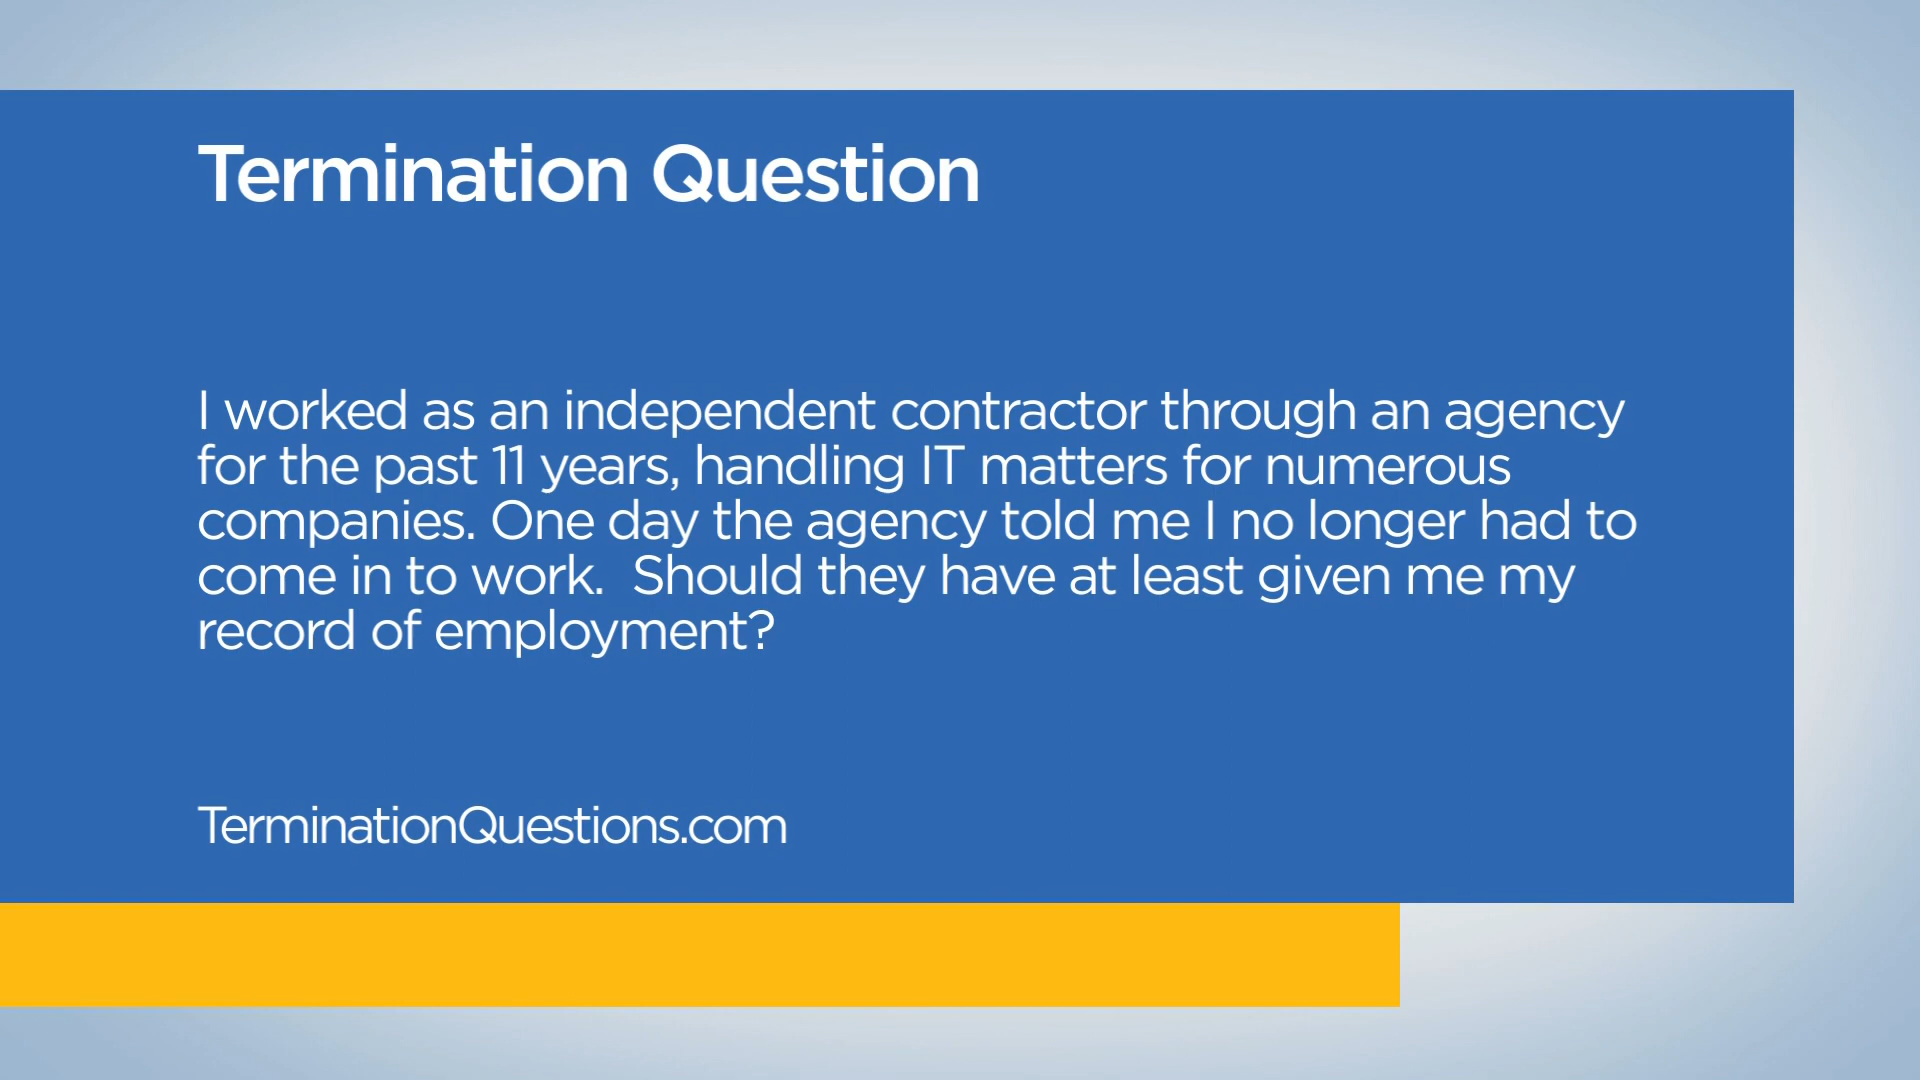 Termination Question
I worked as an independent contractor through an agency
for the past 11 years, handling IT matters for numerous
companies. One day the agency told me I no longer had to
come in to work.  Should they have at least given me my
record of employment?
TerminationQuestions.com